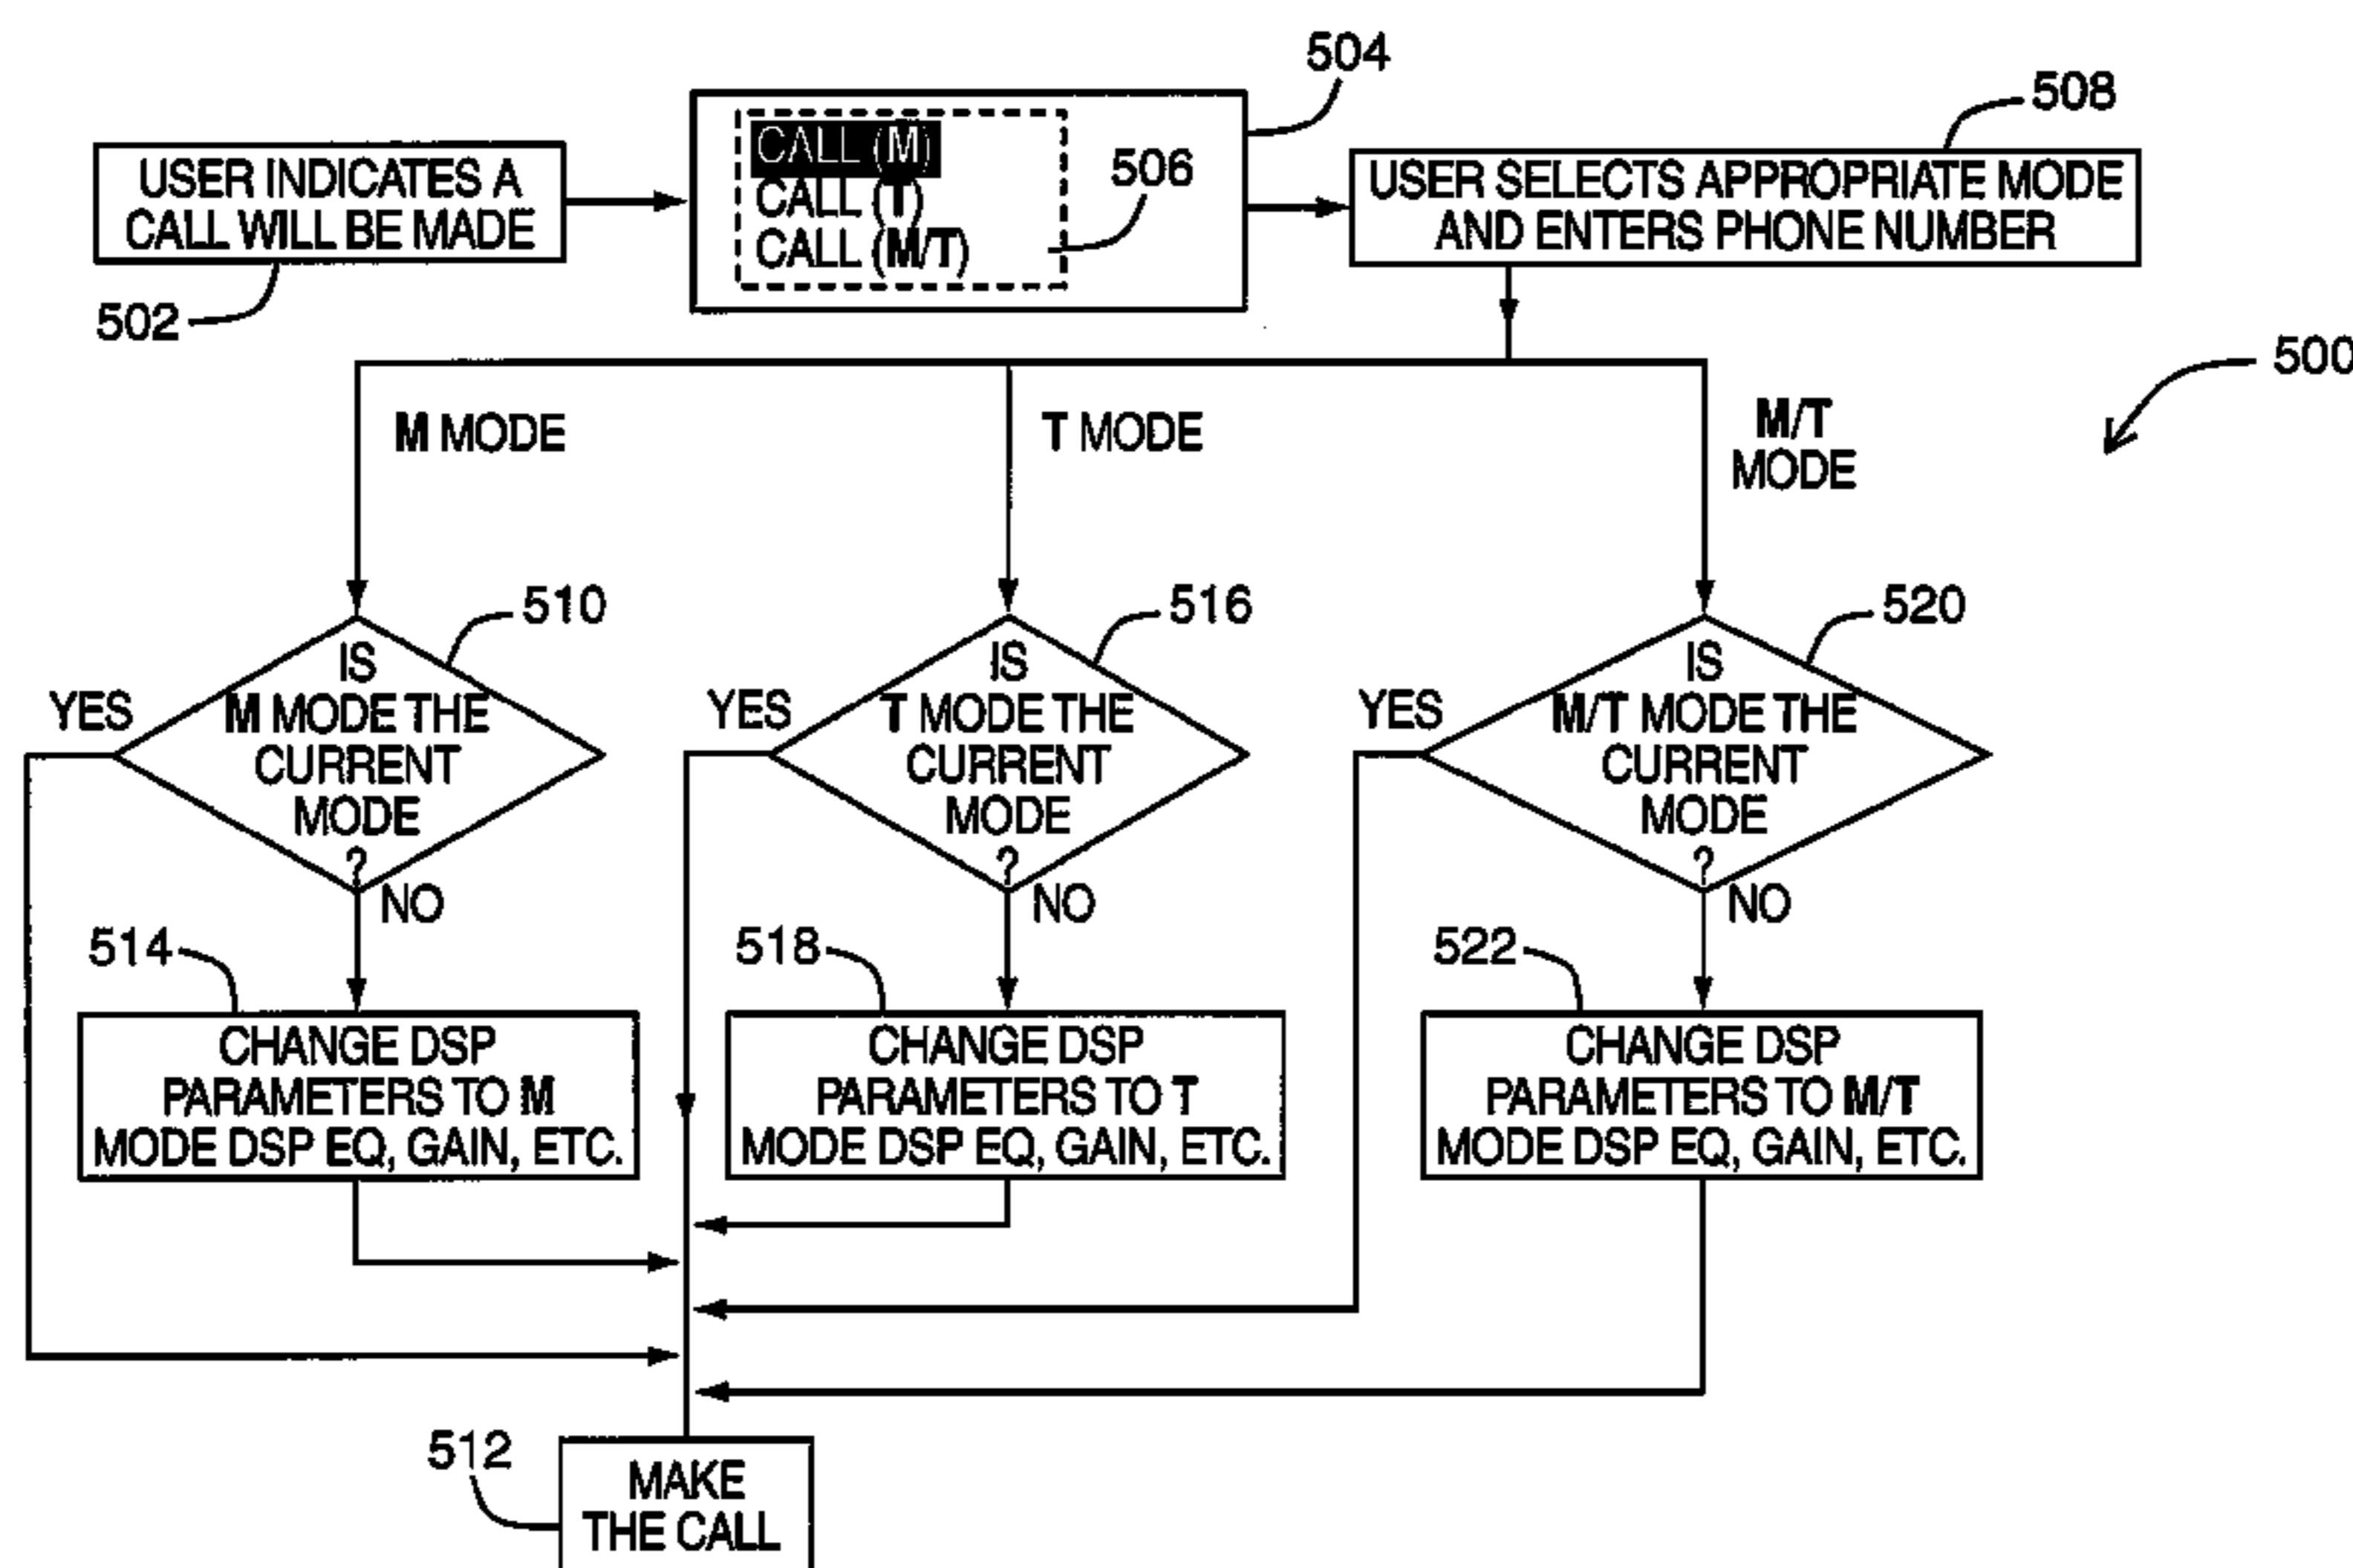 504
508
USER INDICATES A
CALL WILL BE MADE
502
CALL (M)
CALL (T)
CALL (M/T)
506
USER SELECTS APPROPRIATE MODE
AND ENTERS PHONE NUMBER
500
M MODE
T MODE
M/T
MODE
510
IS
M MODE THE
CURRENT
MODE
?
YES
NO
516
IS
T MODE THE
CURRENT
MODE
?
YES
NO
520
IS
M/T MODE THE
CURRENT
MODE
?
YES
NO
514
CHANGE DSP
PARAMETERS TO M
MODE DSP EQ, GAIN, ETC.
518
CHANGE DSP
PARAMETERS TO T
MODE DSP EQ, GAIN, ETC.
522
CHANGE DSP
PARAMETERS TO M/T
MODE DSP EQ, GAIN, ETC.
512
MAKE
THE CALL